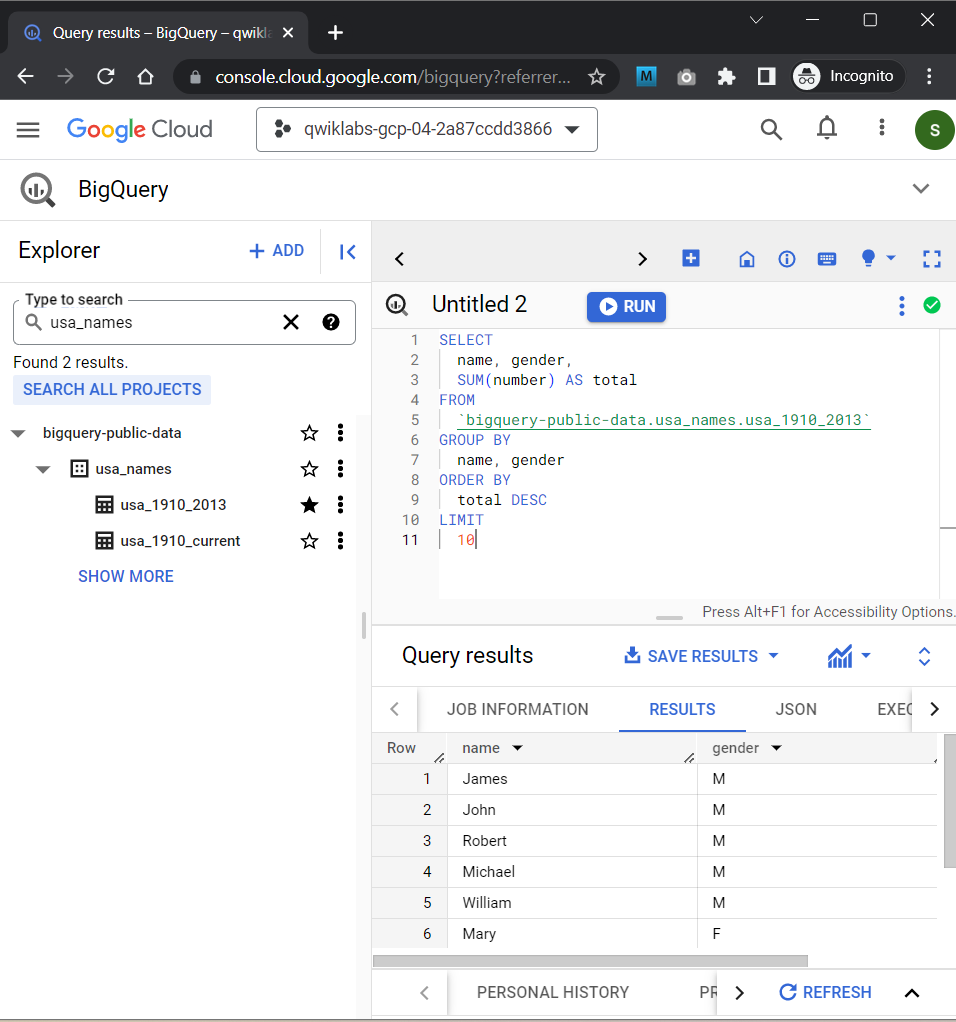 Query results – BigQuery – qwikla
console.cloud.google.com/bigquery?referrer...
M
Incognito
Google Cloud
qwiklabs-gcp-04-2a87ccdd3866
S
BigQuery
Explorer
+ ADD
Type to search
usa_names
Found 2 results.
SEARCH ALL PROJECTS
bigquery-public-data
usa_names
usa_1910_2013
usa_1910_current
SHOW MORE
Untitled 2
RUN
1 SELECT
2 name, gender,
3 SUM(number) AS total
4 FROM
5 `bigquery-public-data.usa_names.usa_1910_2013`
6 GROUP BY
7 name, gender
8 ORDER BY
9 total DESC
10 LIMIT
11 10
Press Alt+F1 for Accessibility Options.
Query results
SAVE RESULTS
JOB INFORMATION RESULTS JSON EXEC
Row name gender
1 James M
2 John M
3 Robert M
4 Michael M
5 William M
6 Mary F
PERSONAL HISTORY PR REFRESH